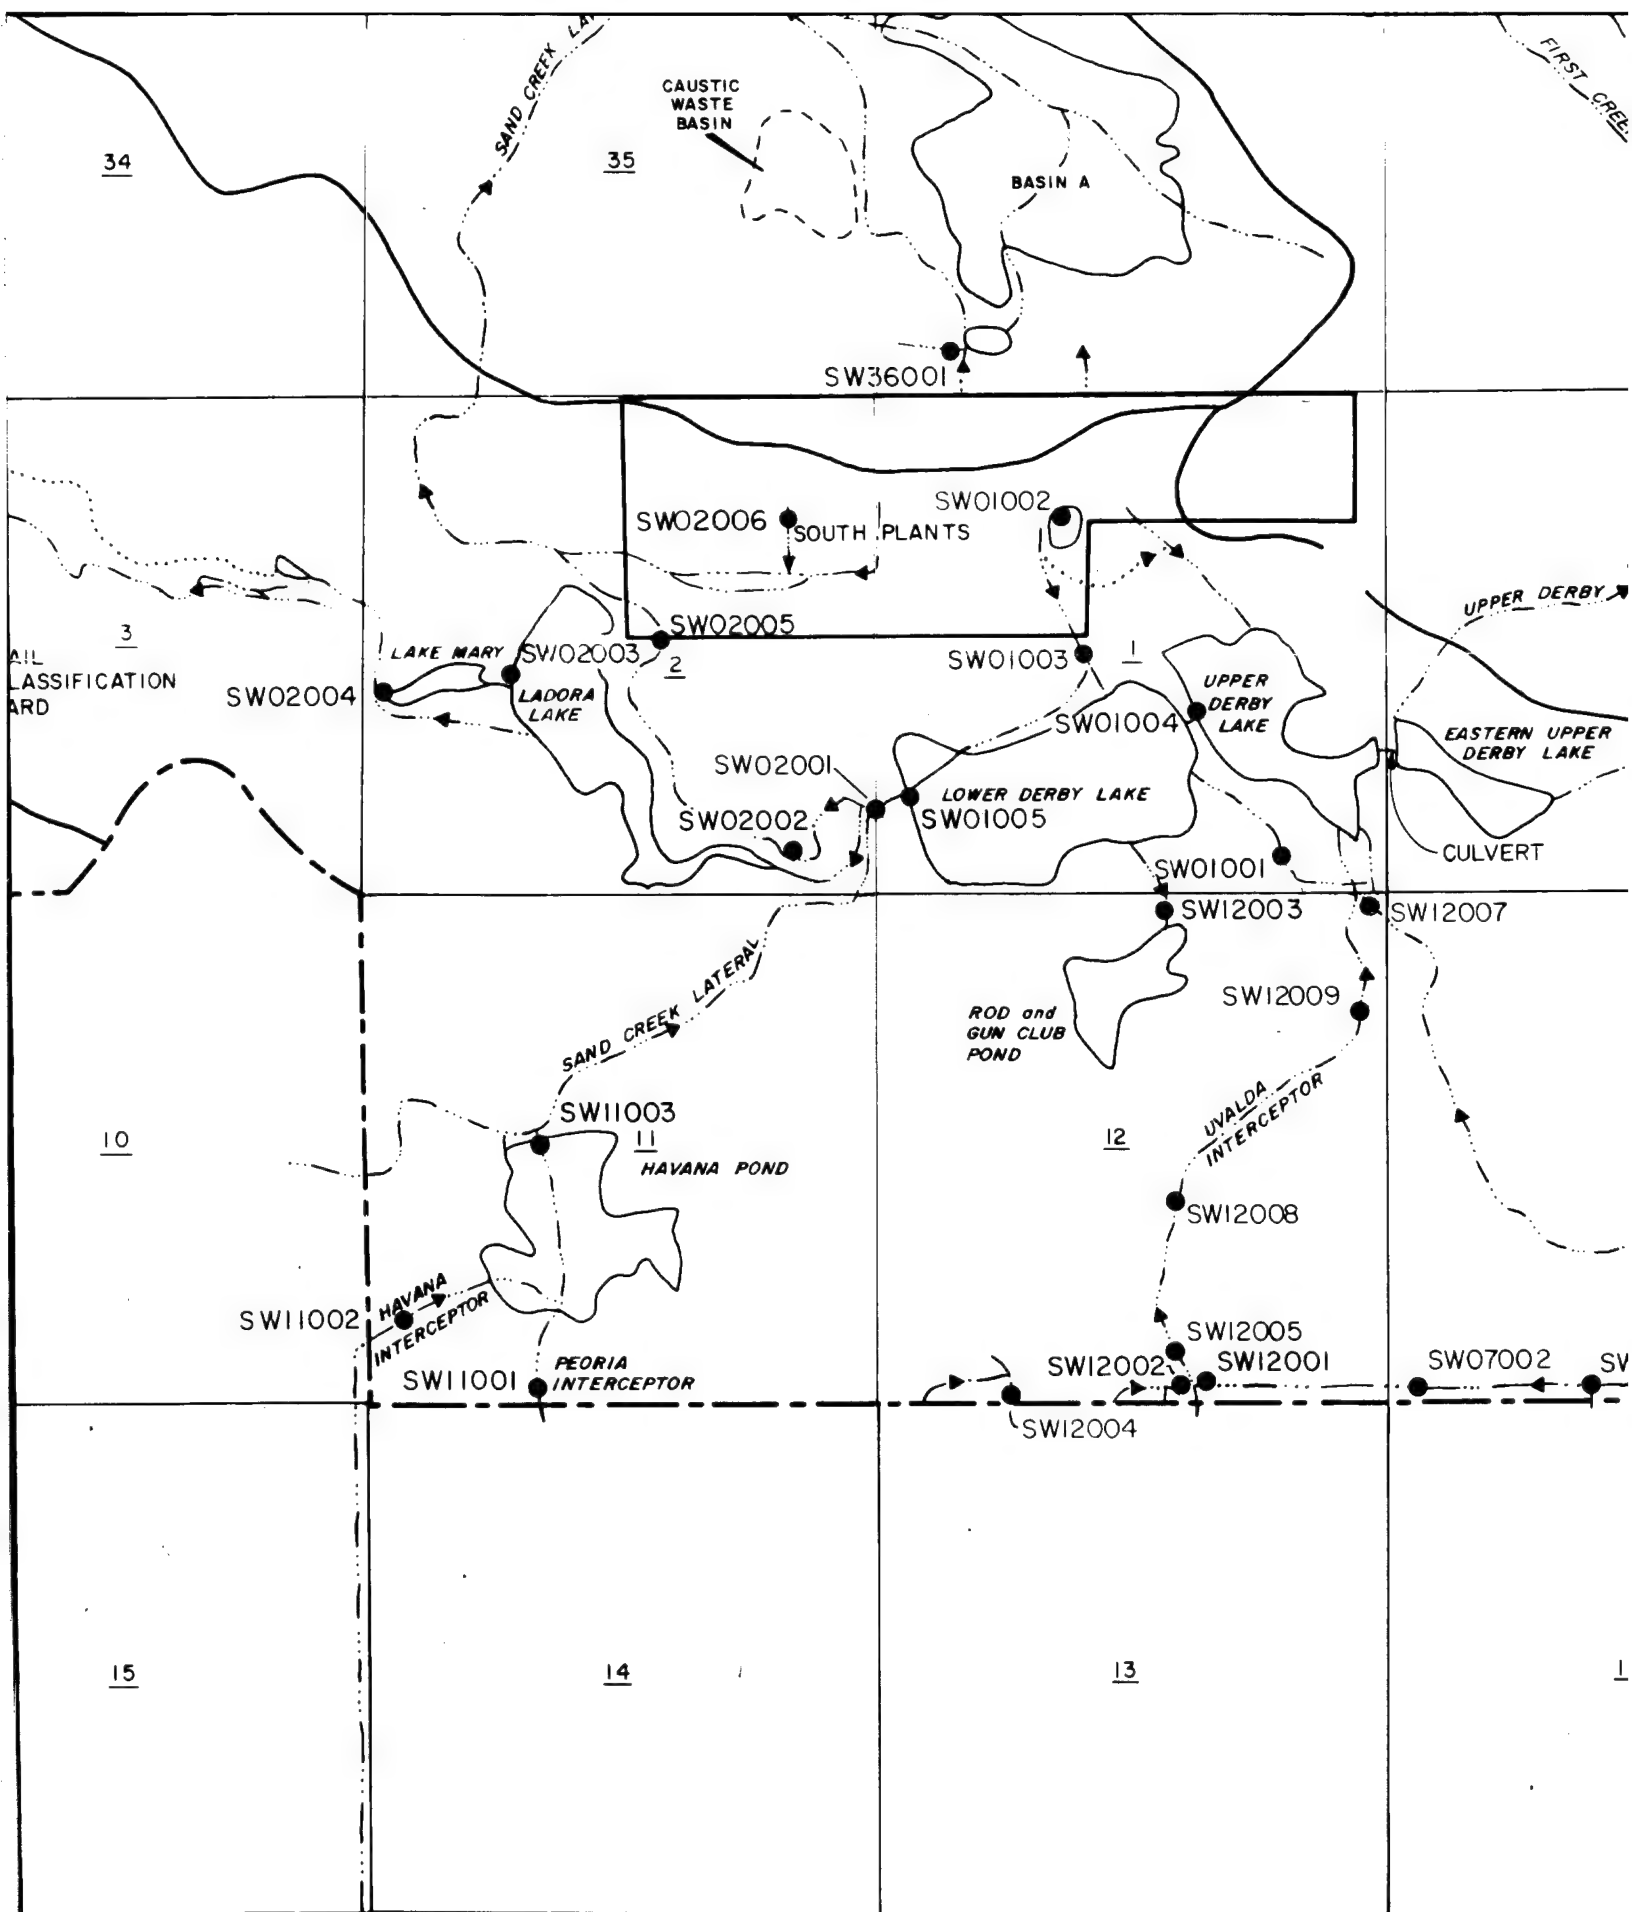 SAND CREEK LA
FIRST CREE
CAUSTIC
WASTE
BASIN
34
35
BASIN A
SW36001
SW02006
SOUTH PLANTS
SW01002
UPPER DERBY
3
AIL
LASSIFICATION
ARD
LAKE MARY
SW02003
SW02005
2
SW01003
1
SW02004
LADORA
LAKE
SW01004
UPPER
DERBY
LAKE
EASTERN UPPER
DERBY LAKE
SW02001
LOWER DERBY LAKE
SW01005
SW02002
CULVERT
SW01001
SW12003
SW12007
SAND CREEK LATERAL
SW12009
ROD and
GUN CLUB
POND
UVALDA
INTERCEPTOR
10
SW11003
11
HAVANA POND
12
SW12008
HAVANA
INTERCEPTOR
SW11002
SW12005
PEORIA
INTERCEPTOR
SW11001
SW12002
SW12001
SW07002
SW
SW12004
15
14
13
1